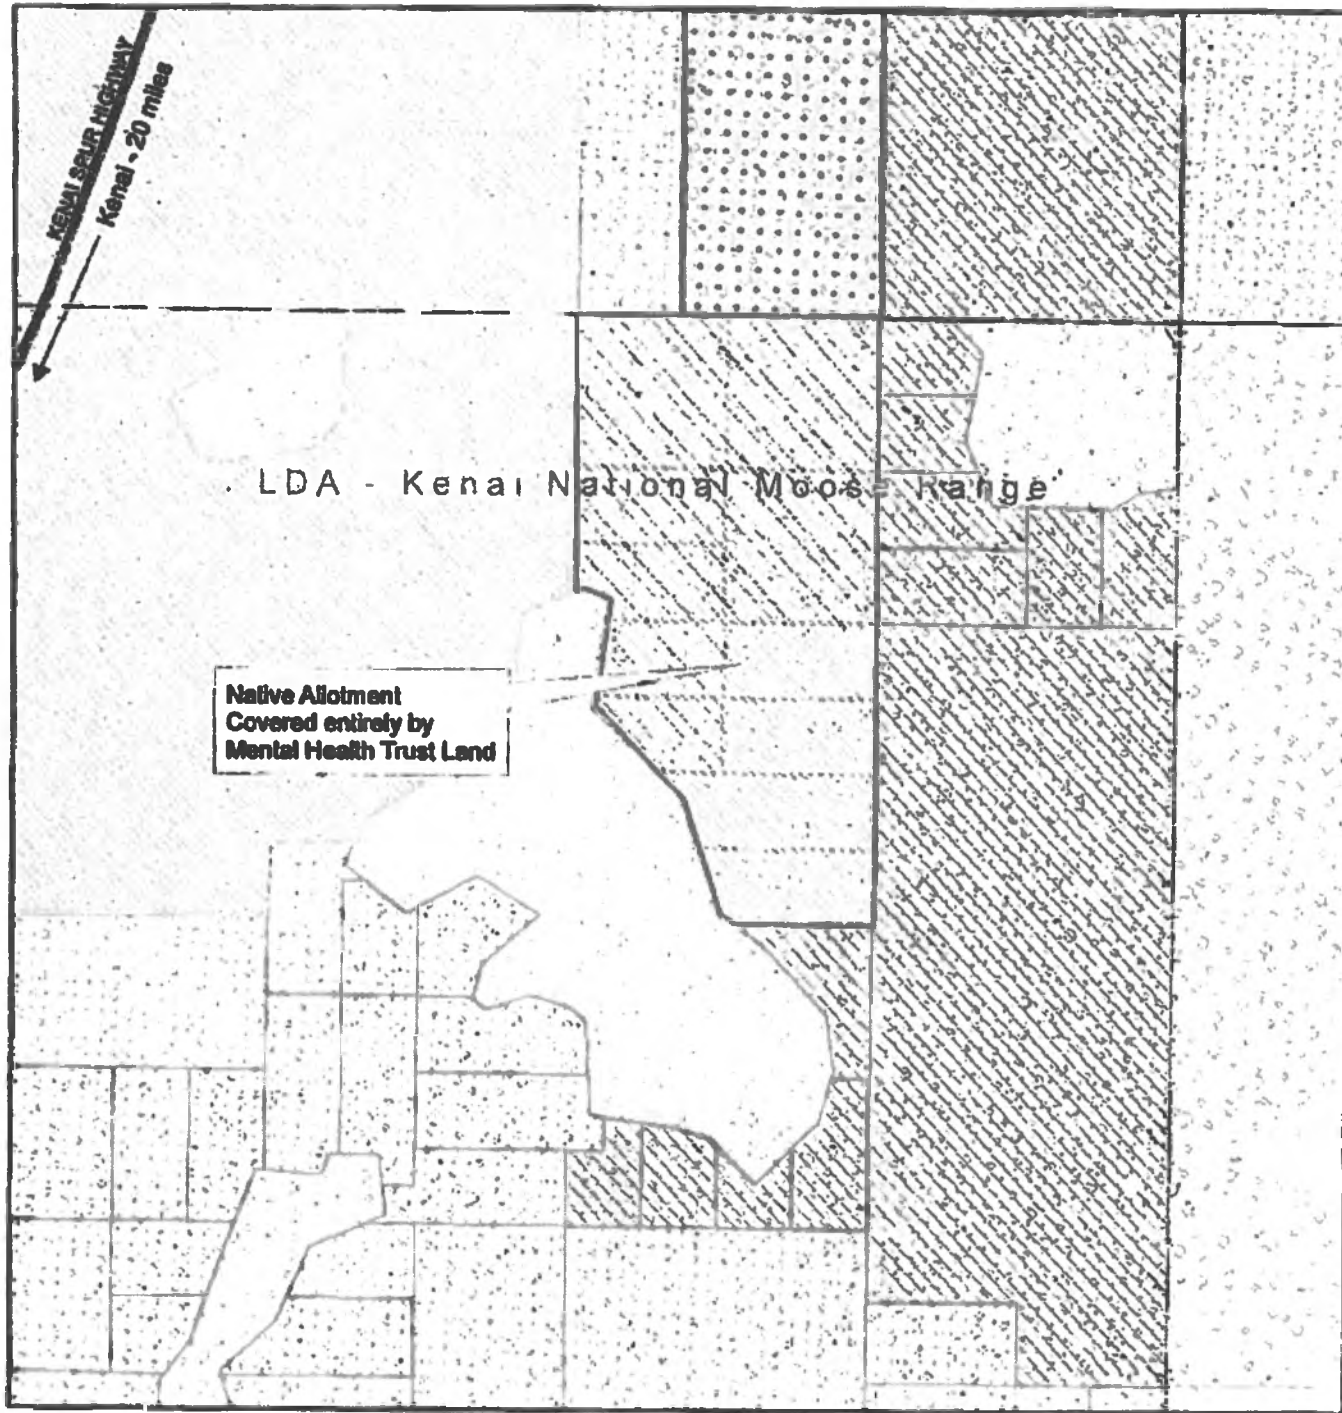 KENAI SPUR HIGHWAY
Kenai - 20 miles
LDA - Kenai National Moose Range
Native Allotment
Covered entirely by
Mental Health Trust Land